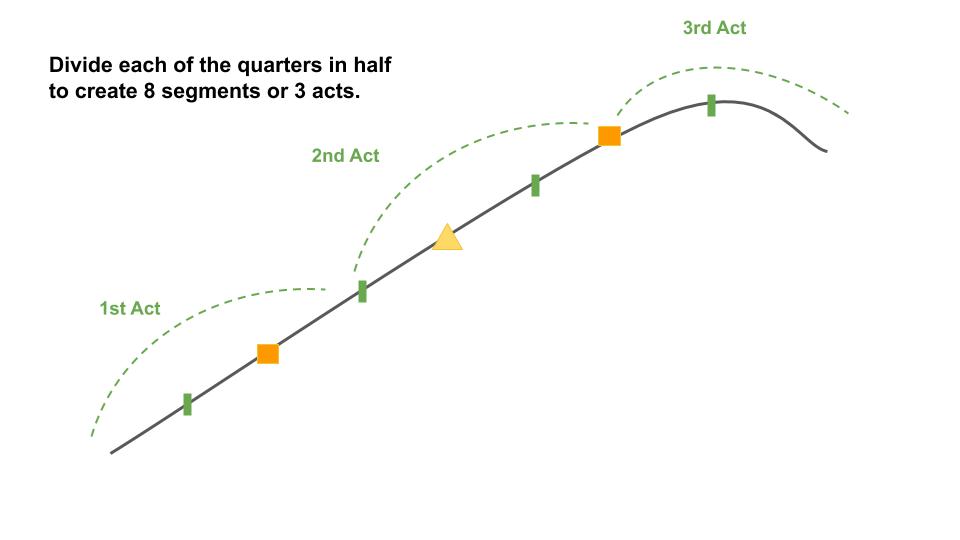 3rd Act
Divide each of the quarters in half
to create 8 segments or 3 acts.
2nd Act
1st Act